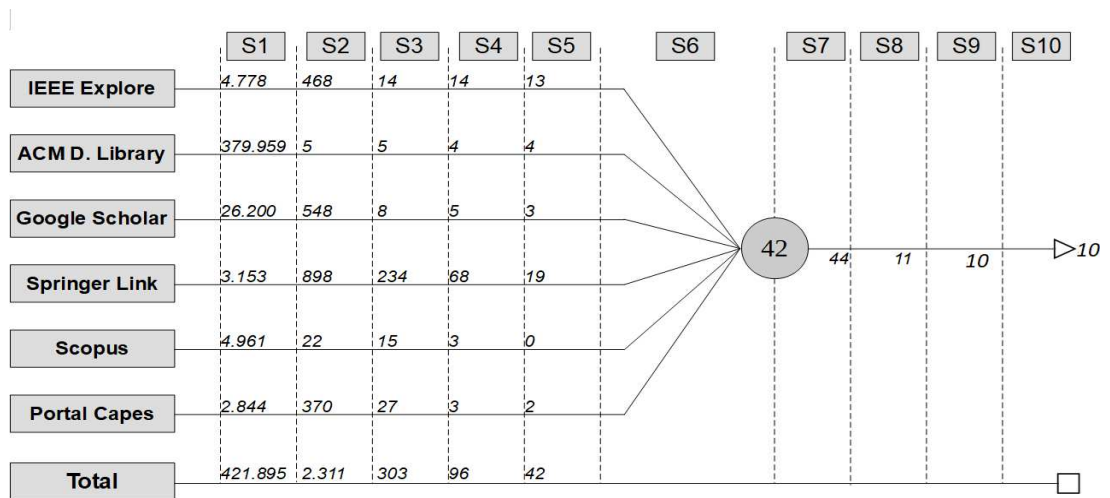 S1 S2 S3 S4 S5 S6 S7 S8 S9 S10
IEEE Explore 4.778 468 14 14 13
ACM D. Library 379.959 5 5 4 4
Google Scholar 26.200 548 8 5 3
42
44 11 10 10
Springer Link 3.153 898 234 68 19
Scopus 4.961 22 15 3 0
Portal Capes 2.844 370 27 3 2
Total 421.895 2.311 303 96 42